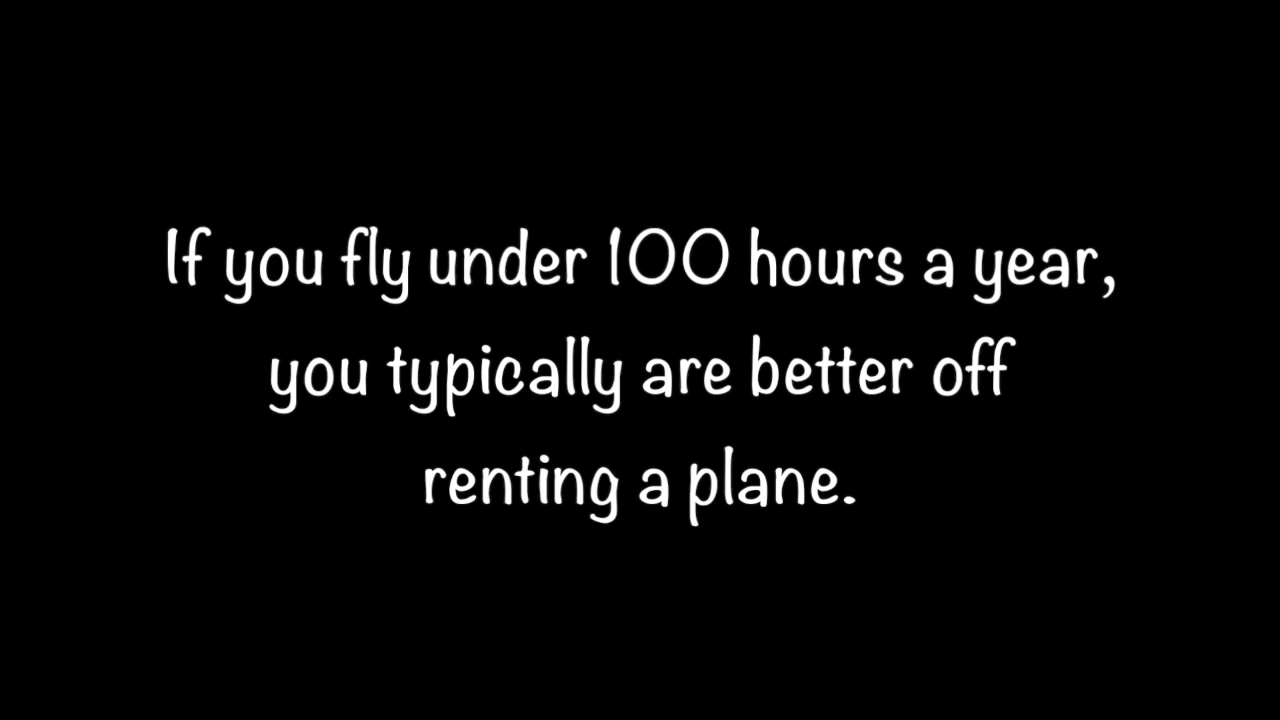 If you fly under 100 hours a year,
you typically are better off
renting a plane.